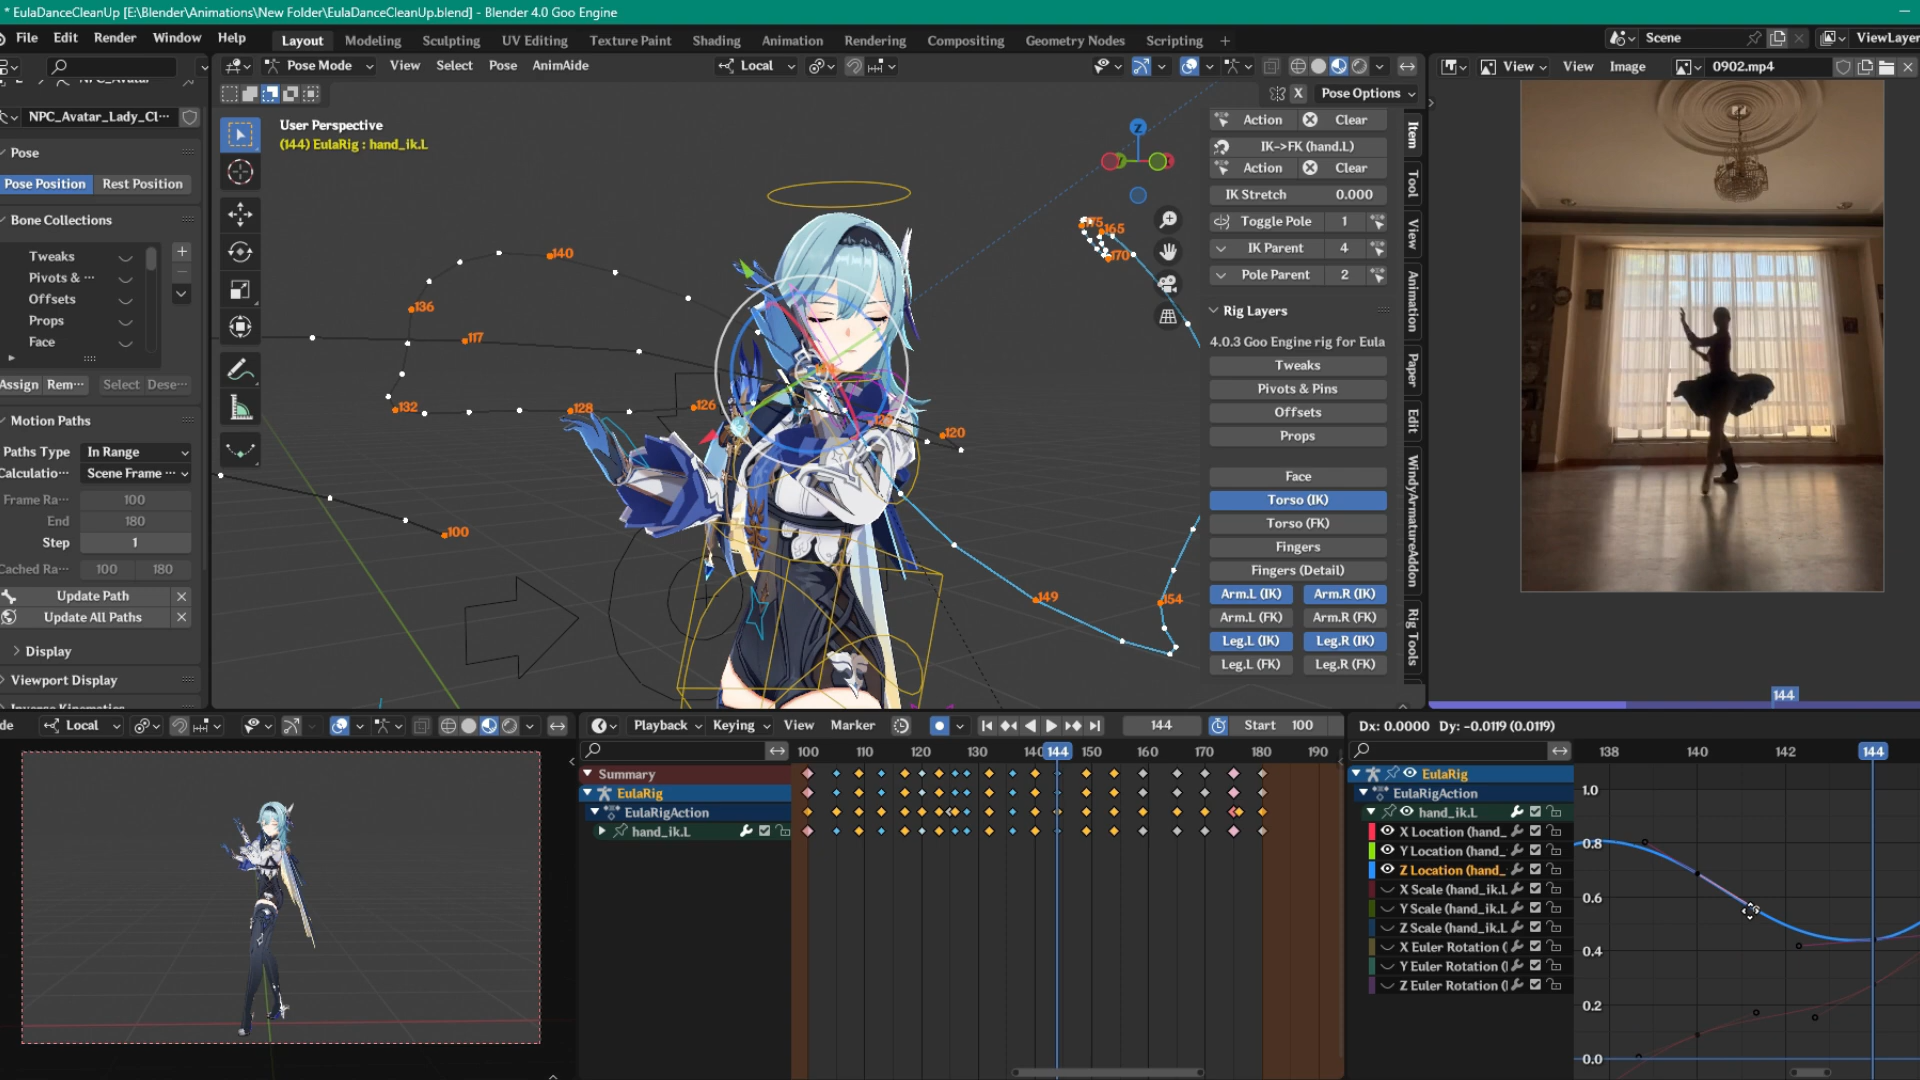 * EulaDanceCleanUp [E:\Blender\Animations\New Folder\EulaDanceCleanUp.blend] - Blender 4.0 Goo Engine
File Edit Render Window Help
Layout Modeling Sculpting UV Editing Texture Paint Shading Animation Rendering Compositing Geometry Nodes Scripting +
Scene
ViewLayer
Pose Mode View Select Pose AnimAide
Local
View View Image 0902.mp4
X Pose Options
NPC_Avatar_Lady_Cl···
Pose
Pose Position Rest Position
Bone Collections
Tweaks
Pivots & ···
Offsets
Props
Face
Assign Rem··· Select Dese···
Motion Paths
Paths Type In Range
Calculatio··· Scene Frame ···
Frame Ra··· 100
End 180
Step 1
Cached Ra··· 100 180
Update Path
Update All Paths
Display
Viewport Display
User Perspective
(144) EulaRig : hand_ik.L
Z
140
136
117
132
128
126
120
100
149
154
165
170
Action Clear
IK->FK (hand.L)
Action Clear
IK Stretch 0.000
Toggle Pole 1
IK Parent 4
Pole Parent 2
Rig Layers
4.0.3 Goo Engine rig for Eula
Tweaks
Pivots & Pins
Offsets
Props
Face
Torso (IK)
Torso (FK)
Fingers
Fingers (Detail)
Arm.L (IK) Arm.R (IK)
Arm.L (FK) Arm.R (FK)
Leg.L (IK) Leg.R (IK)
Leg.L (FK) Leg.R (FK)
Item
Tool
View
Animation
Paper
Edit
WindyArmatureAddon
Rig Tools
144
de Local
Playback Keying View Marker 144 Start 100
100 110 120 130 140 144 150 160 170 180 190
Summary
EulaRig
EulaRigAction
hand_ik.L
Dx: 0.0000 Dy: -0.0119 (0.0119)
138 140 142 144
EulaRig
EulaRigAction
hand_ik.L
X Location (hand_
Y Location (hand_
Z Location (hand_
X Scale (hand_ik.L
Y Scale (hand_ik.L
Z Scale (hand_ik.L
X Euler Rotation (
Y Euler Rotation (
Z Euler Rotation (
1.0
0.8
0.6
0.4
0.2
0.0